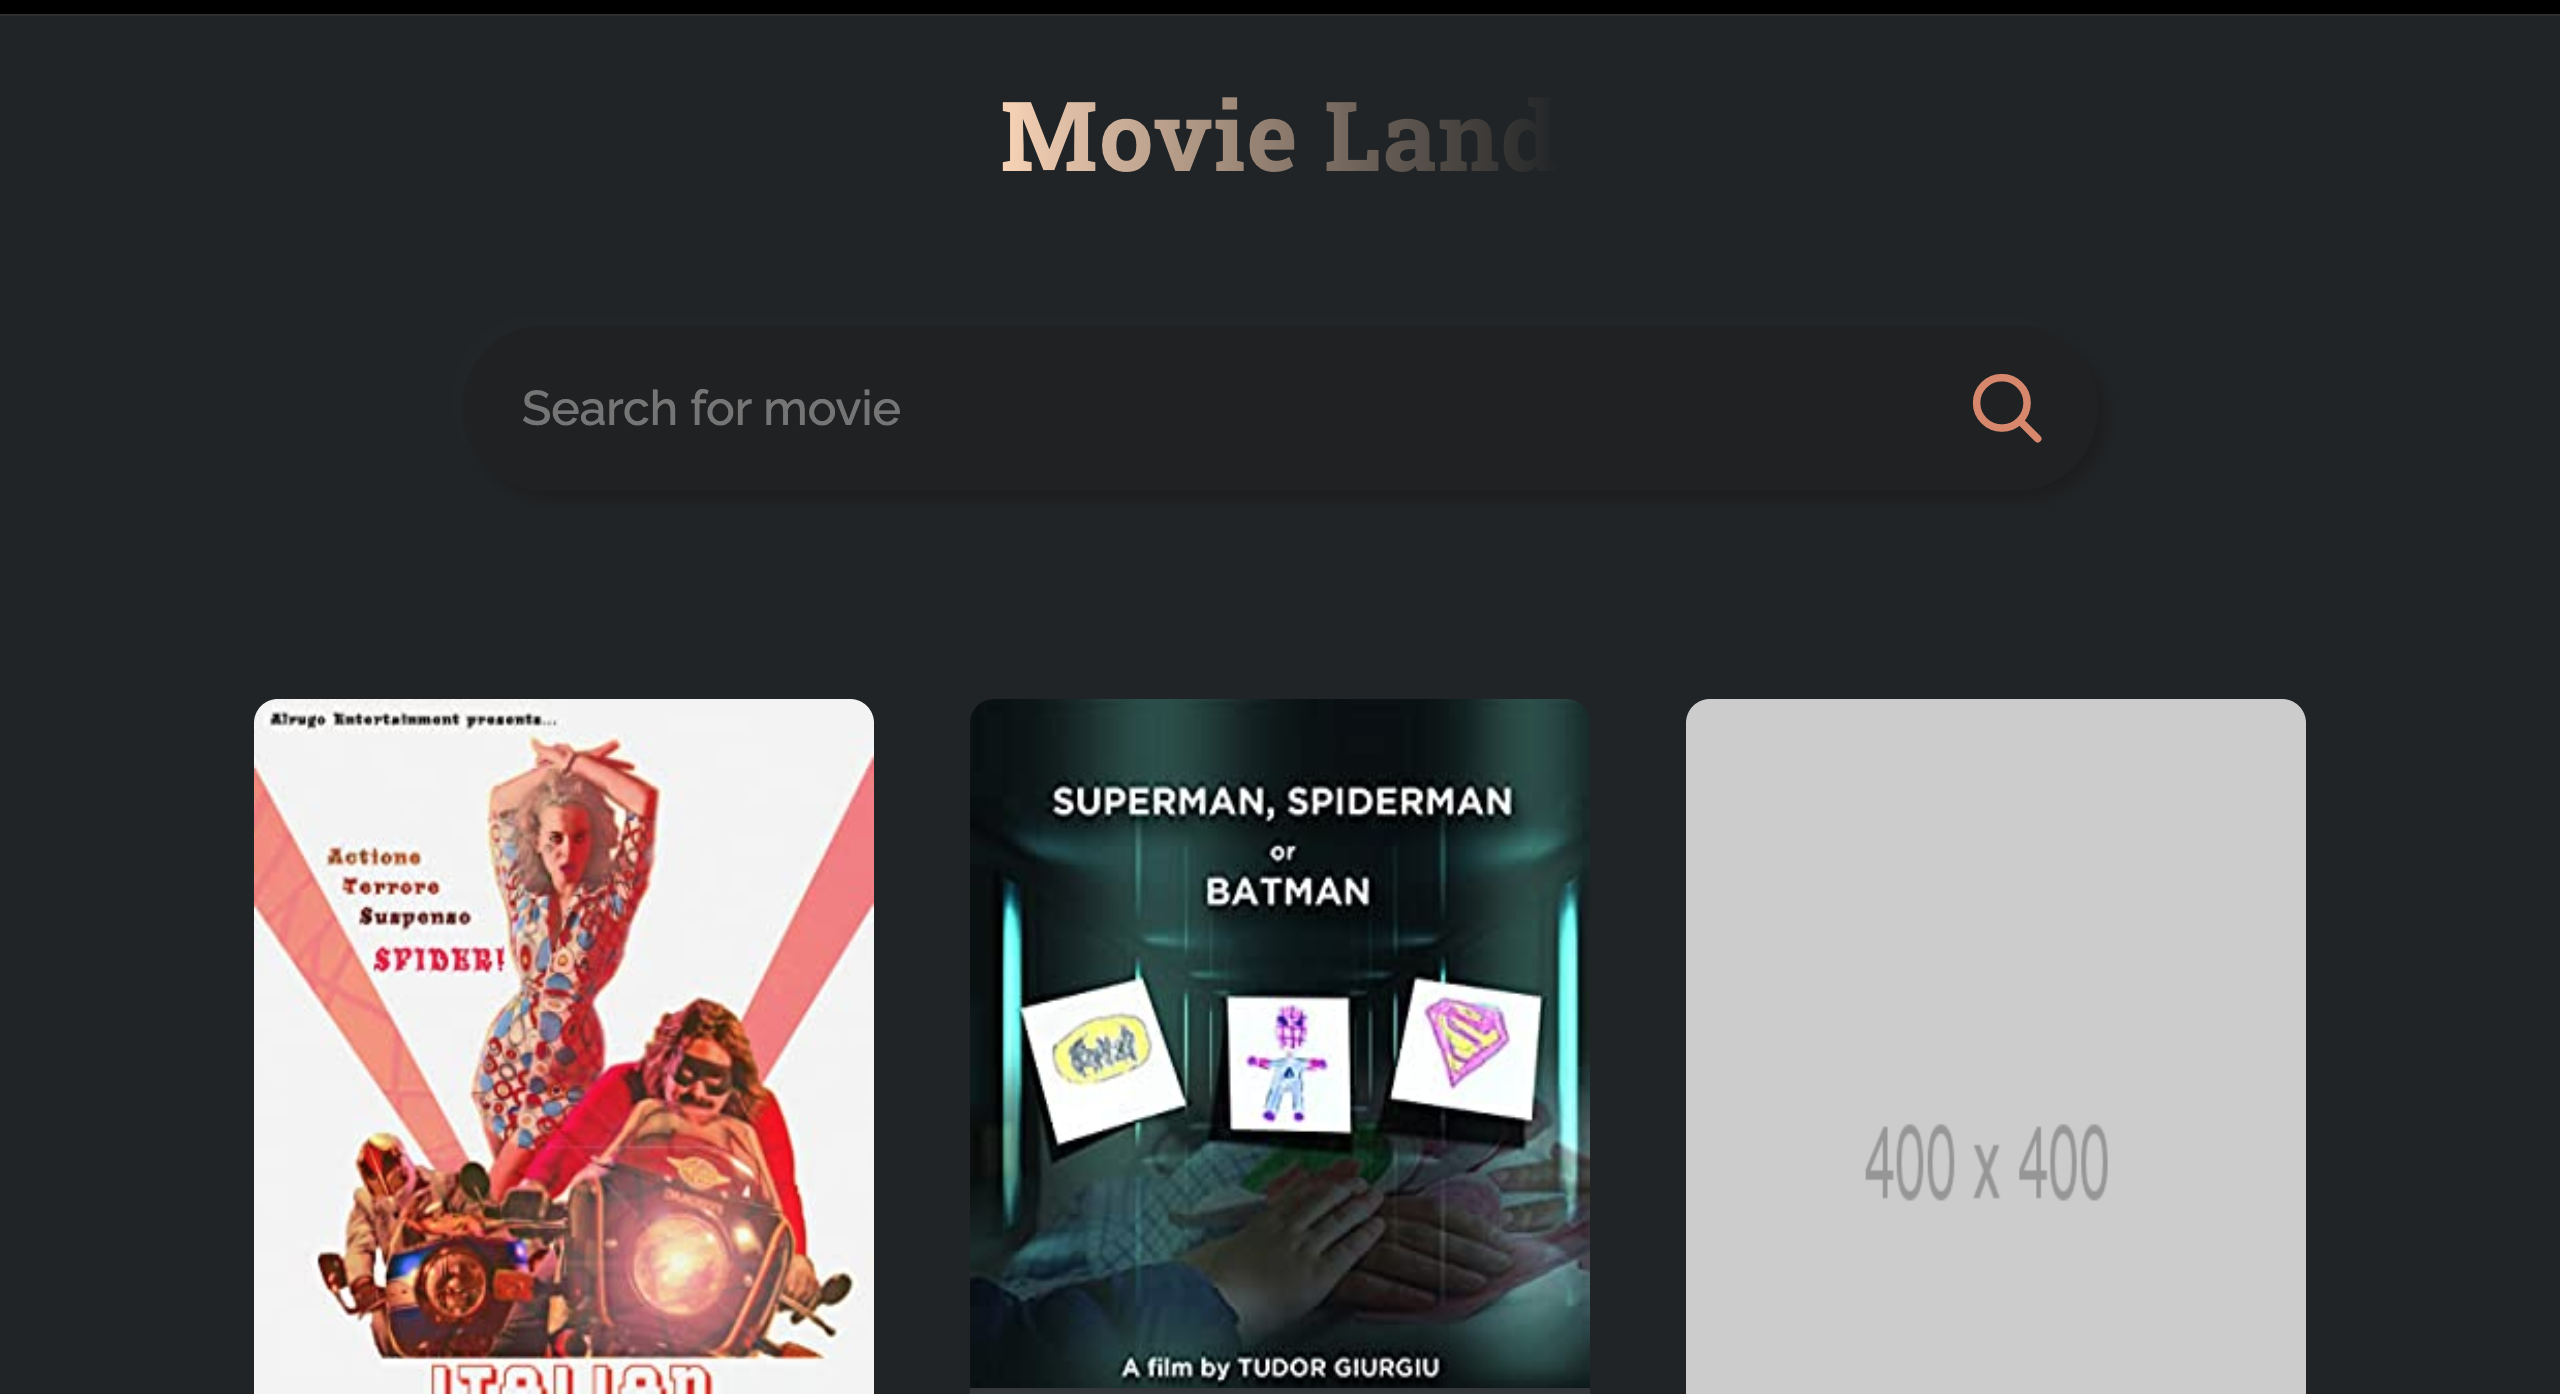 Movie Land
Search for movie
Alrugo Entertainment presents...
Actione
Terrore
Suspenso
SPIDER!
ITALIAN
SUPERMAN, SPIDERMAN
or
BATMAN
A film by TUDOR GIURGIU
400 x 400